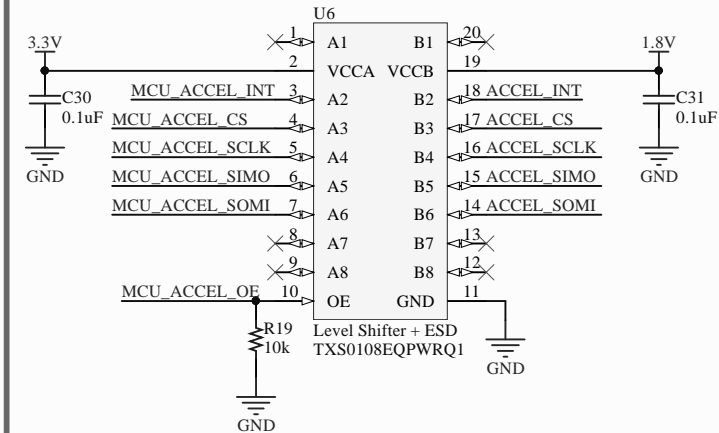 U6
1 A1 B1 20
3.3V 1.8V
2 VCCA VCCB 19
MCU_ACCEL_INT 3 A2 B2 18 ACCEL_INT
C30 C31
0.1uF 0.1uF
MCU_ACCEL_CS 4 A3 B3 17 ACCEL_CS
MCU_ACCEL_SCLK 5 A4 B4 16 ACCEL_SCLK
GND GND
MCU_ACCEL_SIMO 6 A5 B5 15 ACCEL_SIMO
MCU_ACCEL_SOMI 7 A6 B6 14 ACCEL_SOMI
8 A7 B7 13
9 A8 B8 12
MCU_ACCEL_OE 10 OE GND 11
R19
10k
Level Shifter + ESD
TXS0108EQPWRQ1
GND
GND